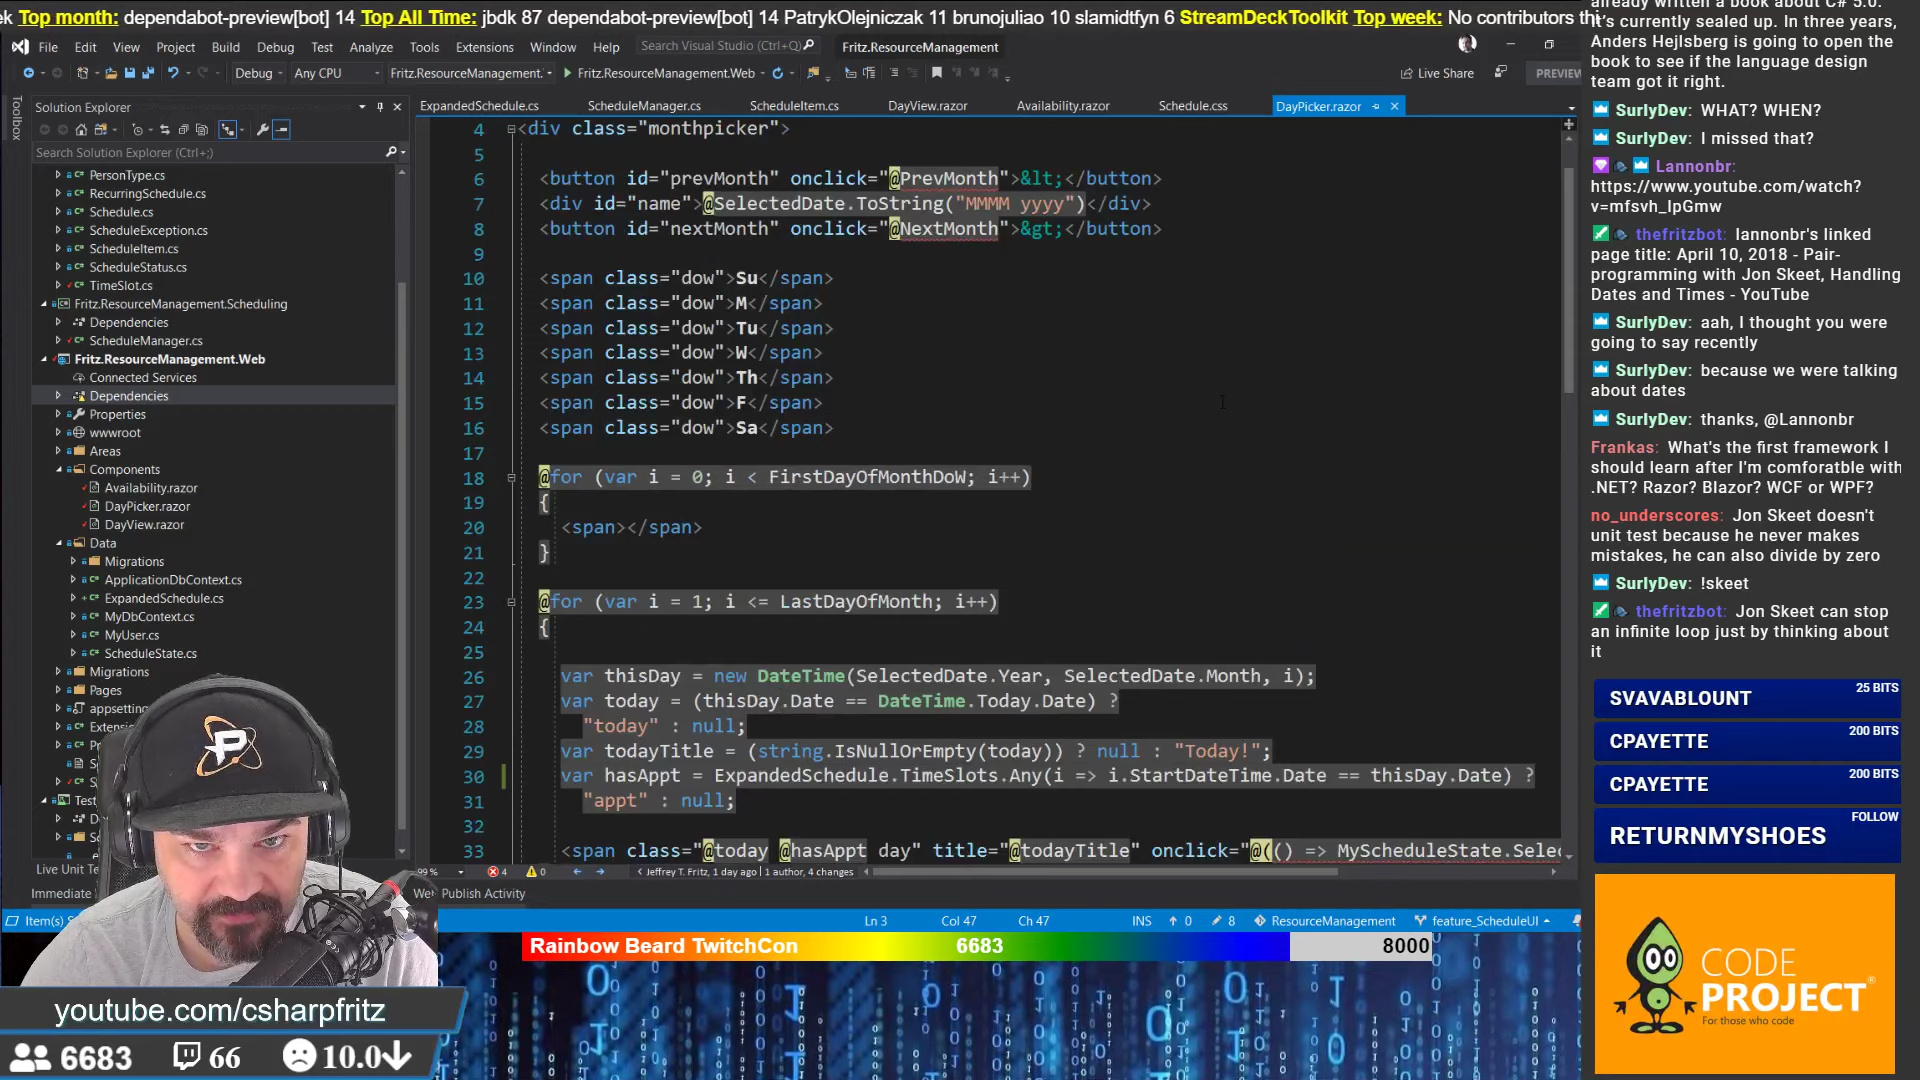 ek Top month: dependabot-preview[bot] 14 Top All Time: jbdk 87 dependabot-preview[bot] 14 PatrykOlejniczak 11 brunojuliao 10 slamidtfyn 6 StreamDeckToolkit Top week: No contributors th
File Edit View Project Build Debug Test Analyze Tools Extensions Window Help Search Visual Studio (Ctrl+Q) Fritz.ResourceManagement
Debug Any CPU Fritz.ResourceManagement. Fritz.ResourceManagement.Web Live Share PREVIEW
Toolbox
Solution Explorer
Search Solution Explorer (Ctrl+;)
PersonType.cs
RecurringSchedule.cs
Schedule.cs
ScheduleException.cs
ScheduleItem.cs
ScheduleStatus.cs
TimeSlot.cs
Fritz.ResourceManagement.Scheduling
Dependencies
ScheduleManager.cs
Fritz.ResourceManagement.Web
Connected Services
Dependencies
Properties
wwwroot
Areas
Components
Availability.razor
DayPicker.razor
DayView.razor
Data
Migrations
ApplicationDbContext.cs
ExpandedSchedule.cs
MyDbContext.cs
MyUser.cs
ScheduleState.cs
Migrations
Pages
appsetting
Extens
Pr
S
Test
D
S
Live Unit Te
Immediate
We Publish Activity
ExpandedSchedule.cs ScheduleManager.cs ScheduleItem.cs DayView.razor Availability.razor Schedule.css DayPicker.razor
4 <div class="monthpicker">
5
6 <button id="prevMonth" onclick="@PrevMonth">&lt;</button>
7 <div id="name">@SelectedDate.ToString("MMMM yyyy")</div>
8 <button id="nextMonth" onclick="@NextMonth">&gt;</button>
9
10 <span class="dow">Su</span>
11 <span class="dow">M</span>
12 <span class="dow">Tu</span>
13 <span class="dow">W</span>
14 <span class="dow">Th</span>
15 <span class="dow">F</span>
16 <span class="dow">Sa</span>
17
18 @for (var i = 0; i < FirstDayOfMonthDoW; i++)
19 {
20 <span></span>
21 }
22
23 @for (var i = 1; i <= LastDayOfMonth; i++)
24 {
25
26 var thisDay = new DateTime(SelectedDate.Year, SelectedDate.Month, i);
27 var today = (thisDay.Date == DateTime.Today.Date) ?
28 "today" : null;
29 var todayTitle = (string.IsNullOrEmpty(today)) ? null : "Today!";
30 var hasAppt = ExpandedSchedule.TimeSlots.Any(i => i.StartDateTime.Date == thisDay.Date) ?
31 "appt" : null;
32
33 <span class="@today @hasAppt day" title="@todayTitle" onclick="@(() => MyScheduleState.Selec
99 % 4 0 Jeffrey T. Fritz, 1 day ago | 1 author, 4 changes
Item(s) Ln 3 Col 47 Ch 47 INS 0 8 ResourceManagement feature_ScheduleUI
already written a book about C# 5.0.
It's currently sealed up. In three years,
Anders Hejlsberg is going to open the
book to see if the language design
team got it right.
SurlyDev: WHAT? WHEN?
SurlyDev: I missed that?
Lannonbr:
https://www.youtube.com/watch?
v=mfsvh_IpGmw
thefritzbot: lannonbr's linked
page title: April 10, 2018 - Pair-
programming with Jon Skeet, Handling
Dates and Times - YouTube
SurlyDev: aah, I thought you were
going to say recently
SurlyDev: because we were talking
about dates
SurlyDev: thanks, @Lannonbr
Frankas: What's the first framework I
should learn after I'm comforatble with
.NET? Razor? Blazor? WCF or WPF?
no_underscores: Jon Skeet doesn't
unit test because he never makes
mistakes, he can also divide by zero
SurlyDev: !skeet
thefritzbot: Jon Skeet can stop
an infinite loop just by thinking about
it
SVAVABLOUNT 25 BITS
CPAYETTE 200 BITS
CPAYETTE 200 BITS
RETURNMYSHOES FOLLOW
CODE
PROJECT
For those who code
Rainbow Beard TwitchCon 6683 8000
youtube.com/csharpfritz
6683 66 10.0